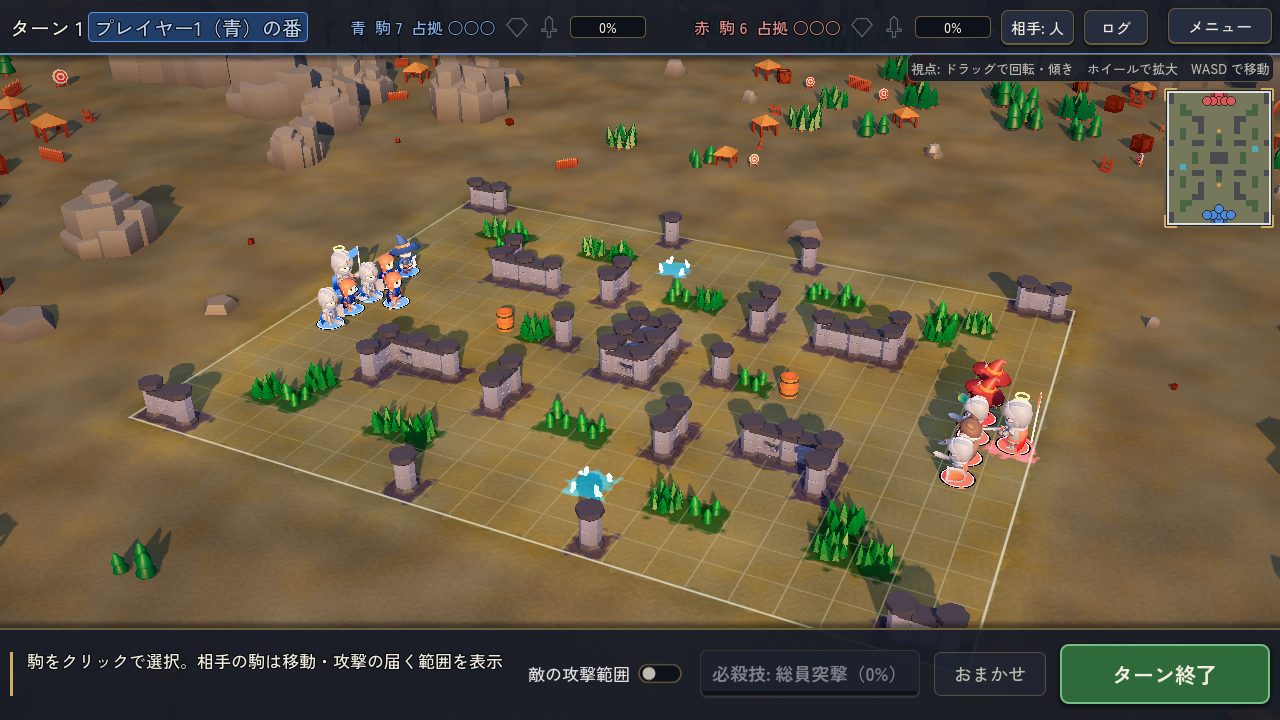 ターン 1 プレイヤー1（青）の番 青 駒 7 占拠 〇〇〇 0% 赤 駒 6 占拠 〇〇〇 0% 相手: 人 ログ メニュー
視点: ドラッグで回転・傾き ホイールで拡大 WASD で移動
駒をクリックで選択。相手の駒は移動・攻撃の届く範囲を表示
敵の攻撃範囲 必殺技: 総員突撃（0%） おまかせ ターン終了